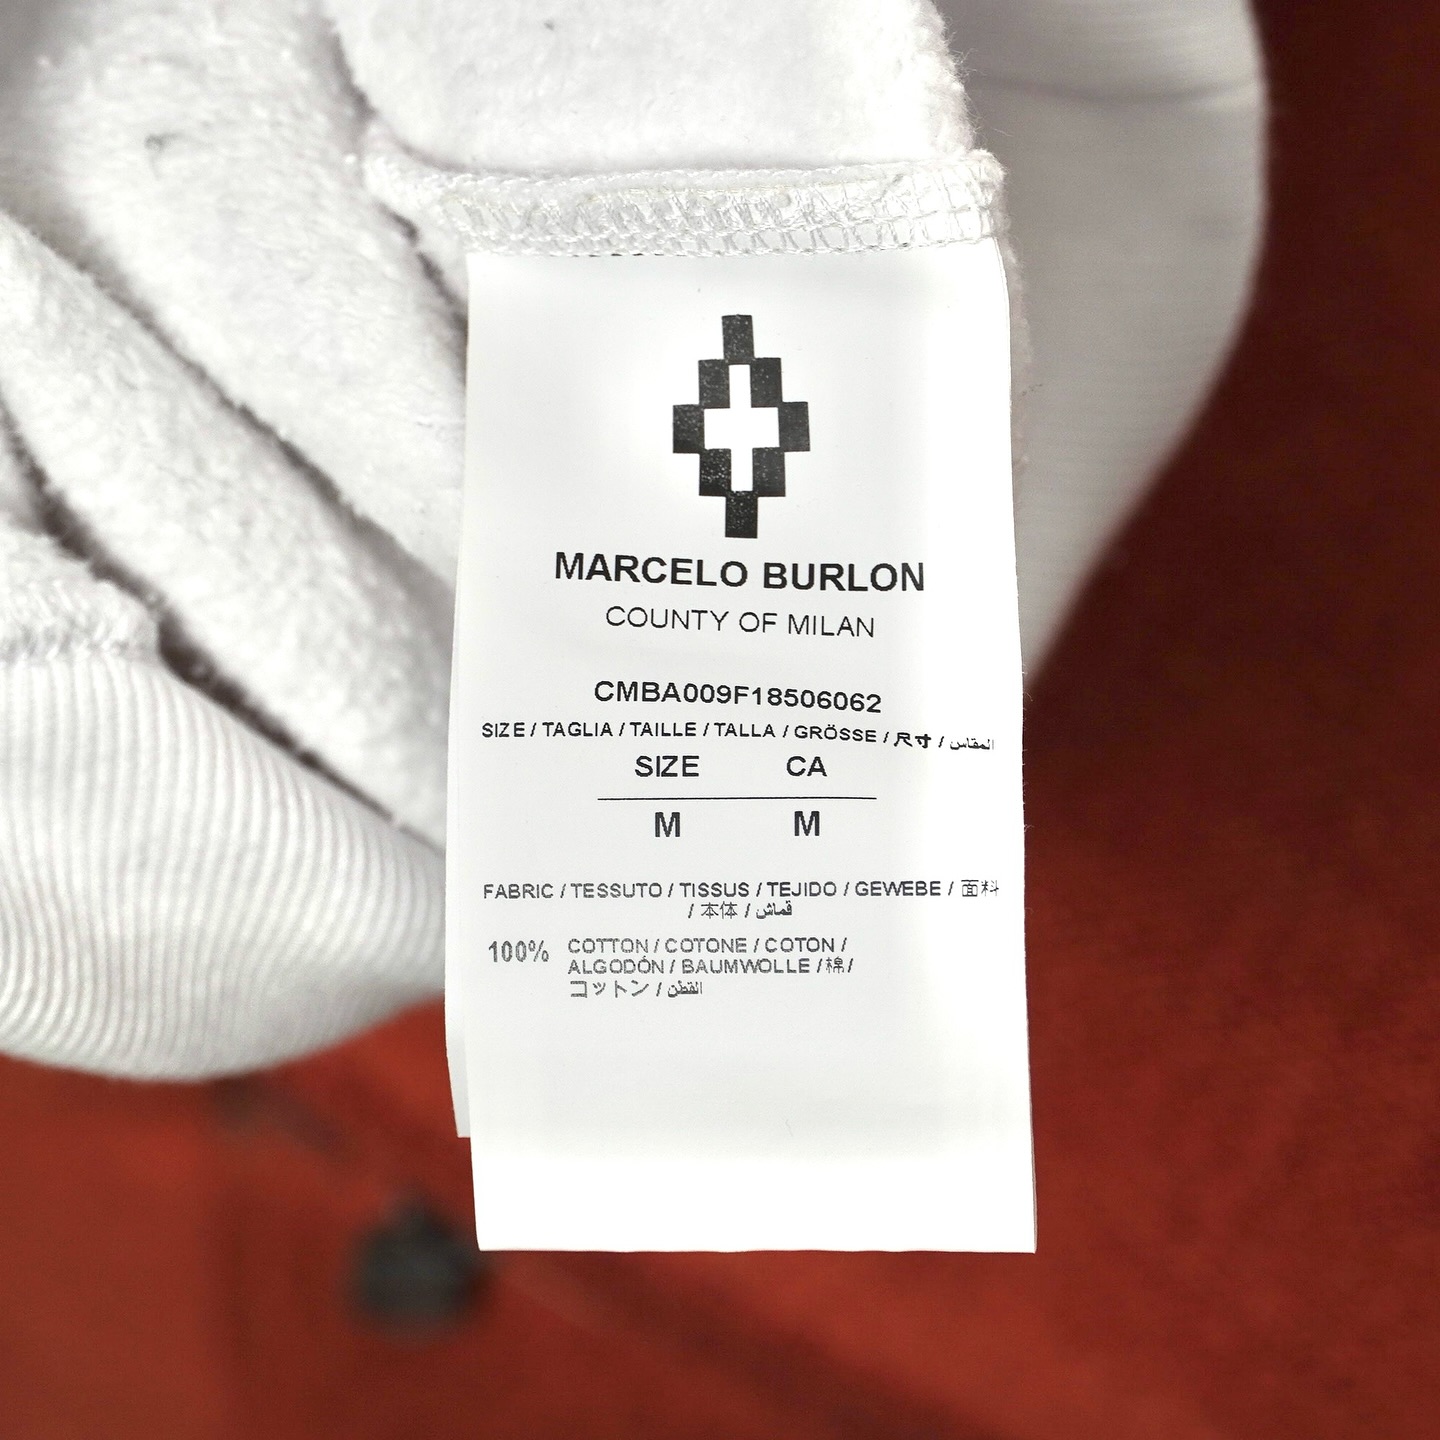 MARCELO BURLON
COUNTY OF MILAN
CMBA009F18506062
SIZE / TAGLIA / TAILLE / TALLA / GRÖSSE / 尺寸 / المقاس
SIZE CA
M M
FABRIC / TESSUTO / TISSUS / TEJIDO / GEWEBE / 面料
/ 本体 / قماش
100% COTTON / COTONE / COTON /
ALGODÓN / BAUMWOLLE / 棉 /
コットン / القطن